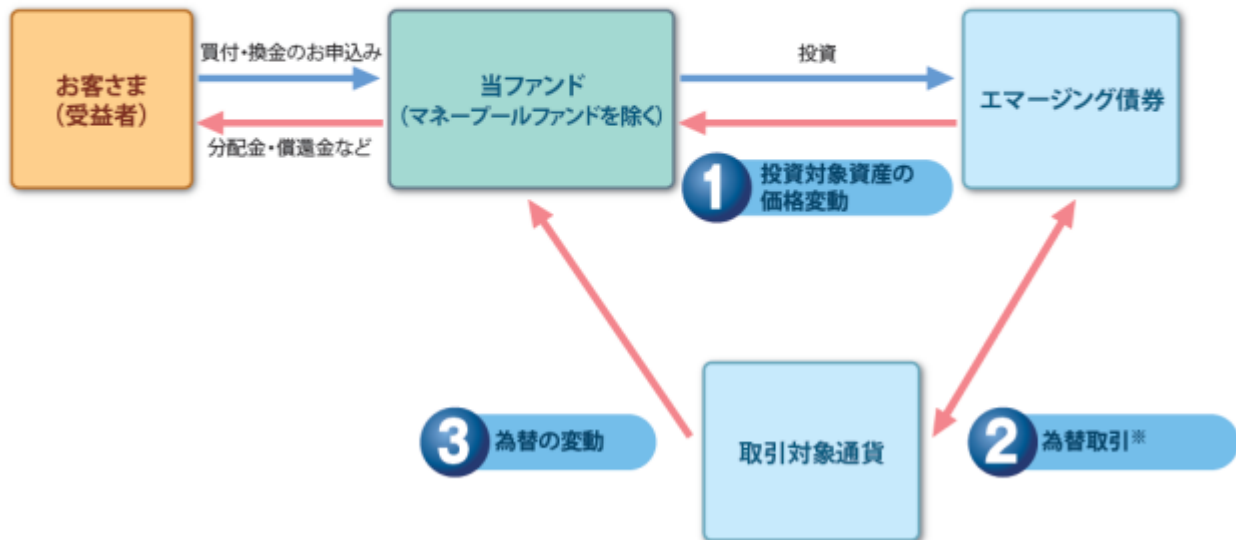 お客さま
(受益者)
買付・換金のお申込み
分配金・償還金など
当ファンド
(マネープールファンドを除く)
投資
エマージング債券
1
投資対象資産の
価格変動
3
為替の変動
取引対象通貨
2
為替取引※